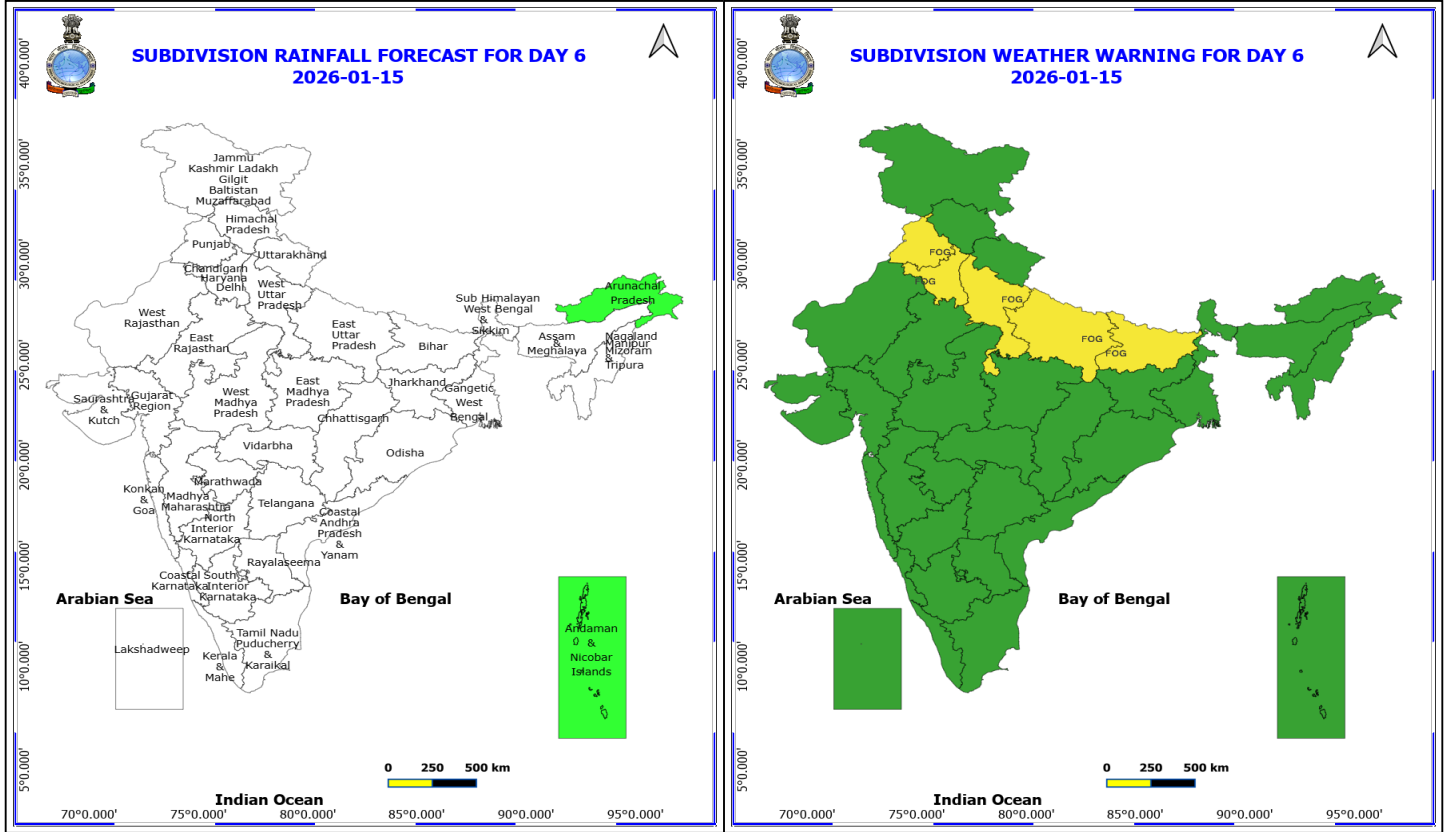 SUBDIVISION RAINFALL FORECAST FOR DAY 6
2026-01-15
40°0.000'
35°0.000'
30°0.000'
25°0.000'
20°0.000'
15°0.000'
10°0.000'
5°0.000'
Jammu
Kashmir Ladakh
Gilgit
Baltistan
Muzaffarabad
Himachal
Pradesh
Punjab
Uttarakhand
Chandigarh
Haryana
Delhi
West
Uttar
Pradesh
Arunachal
Pradesh
Sub Himalayan
West Bengal
&
Sikkim
West
Rajasthan
East
Rajasthan
East
Uttar
Pradesh
Bihar
Assam
&
Meghalaya
Nagaland
Manipur
Mizoram
&
Tripura
Saurashtra
&
Kutch
Gujarat
Region
West
Madhya
Pradesh
East
Madhya
Pradesh
Jharkhand
Gangetic
West
Bengal
Chhattisgarh
Vidarbha
Odisha
Konkan
&
Goa
Madhya
Maharashtra
Marathwada
Telangana
North
Interior
Karnataka
Coastal
Andhra
Pradesh
&
Yanam
Rayalaseema
Coastal
Karnataka
South
Interior
Karnataka
Arabian Sea
Bay of Bengal
Lakshadweep
Kerala
&
Mahe
Tamil Nadu
Puducherry
&
Karaikal
Andaman
&
Nicobar
Islands
0 250 500 km
Indian Ocean
70°0.000' 75°0.000' 80°0.000' 85°0.000' 90°0.000' 95°0.000'
SUBDIVISION WEATHER WARNING FOR DAY 6
2026-01-15
40°0.000'
35°0.000'
30°0.000'
25°0.000'
20°0.000'
15°0.000'
10°0.000'
5°0.000'
FOG
FOG
FOG
FOG
FOG
Arabian Sea
Bay of Bengal
0 250 500 km
Indian Ocean
70°0.000' 75°0.000' 80°0.000' 85°0.000' 90°0.000' 95°0.000'